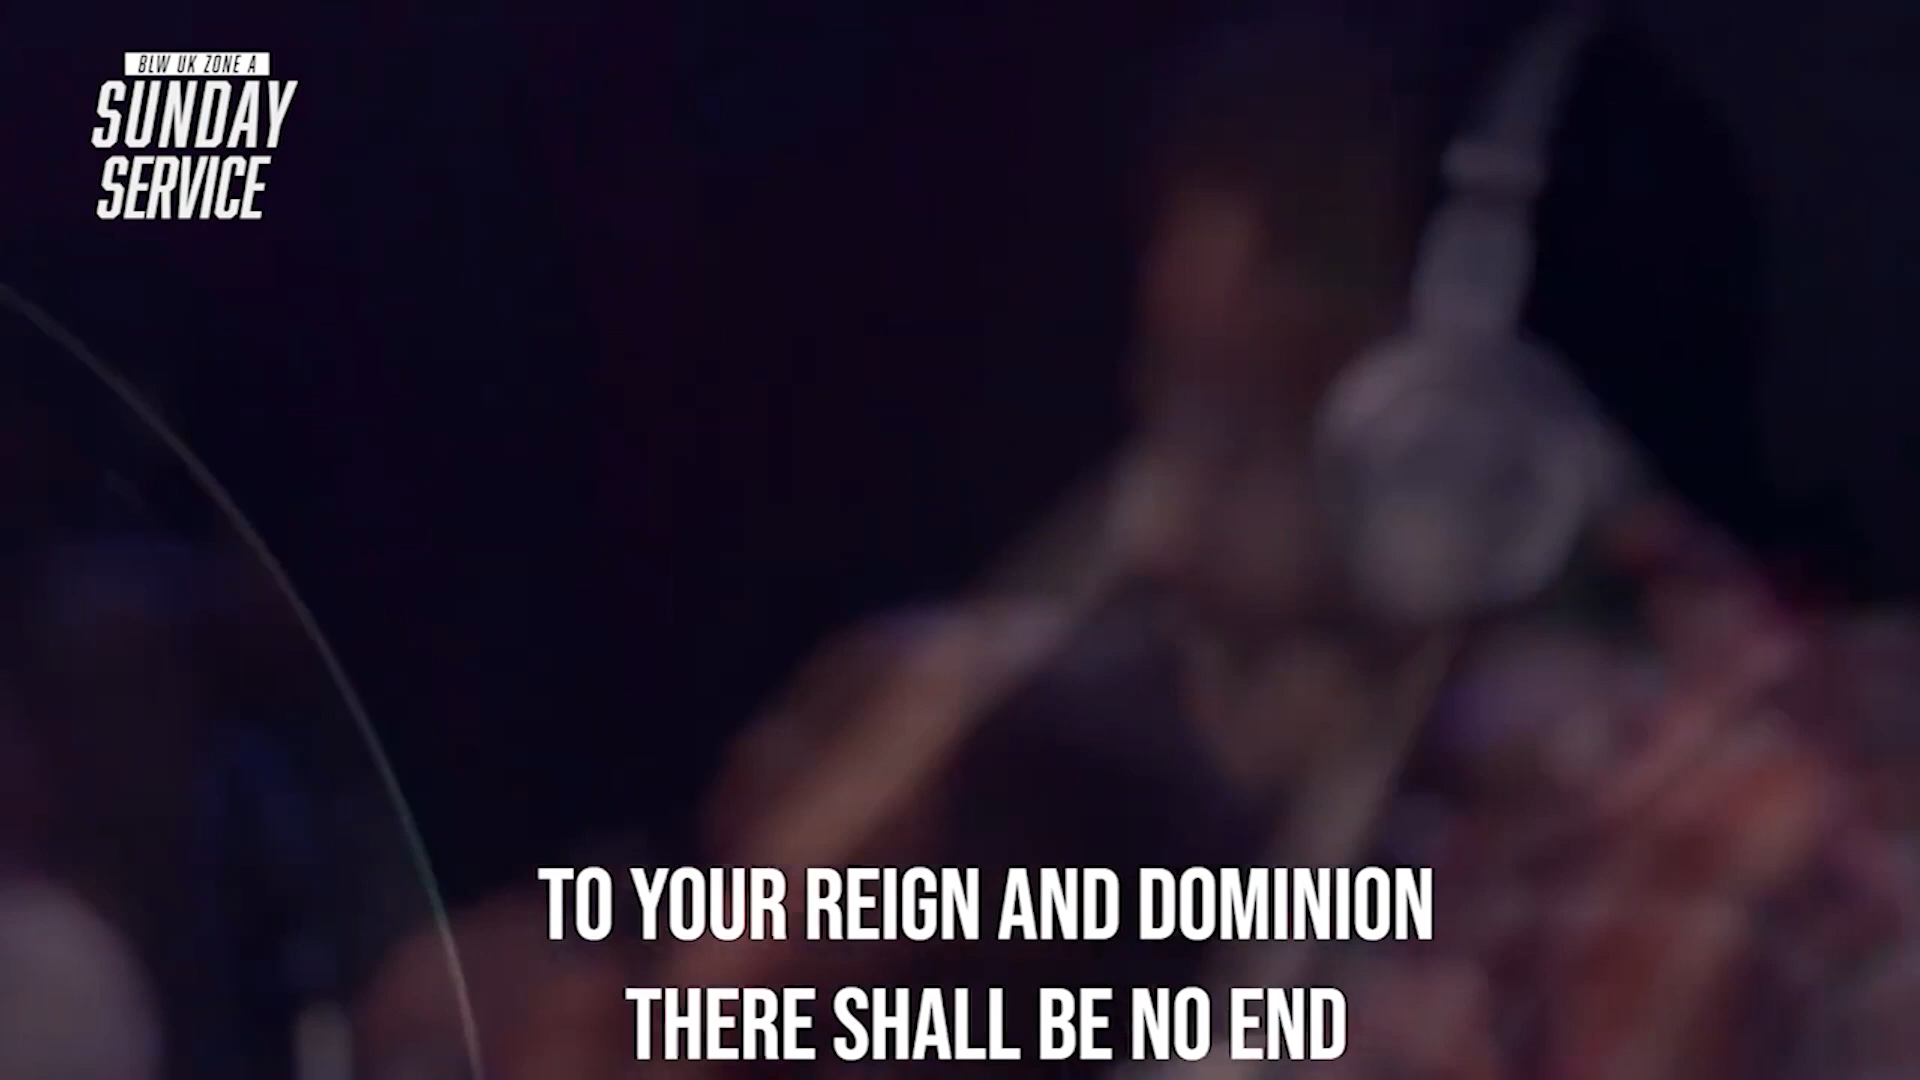 BLW UK ZONE A
SUNDAY
SERVICE
TO YOUR REIGN AND DOMINION
THERE SHALL BE NO END